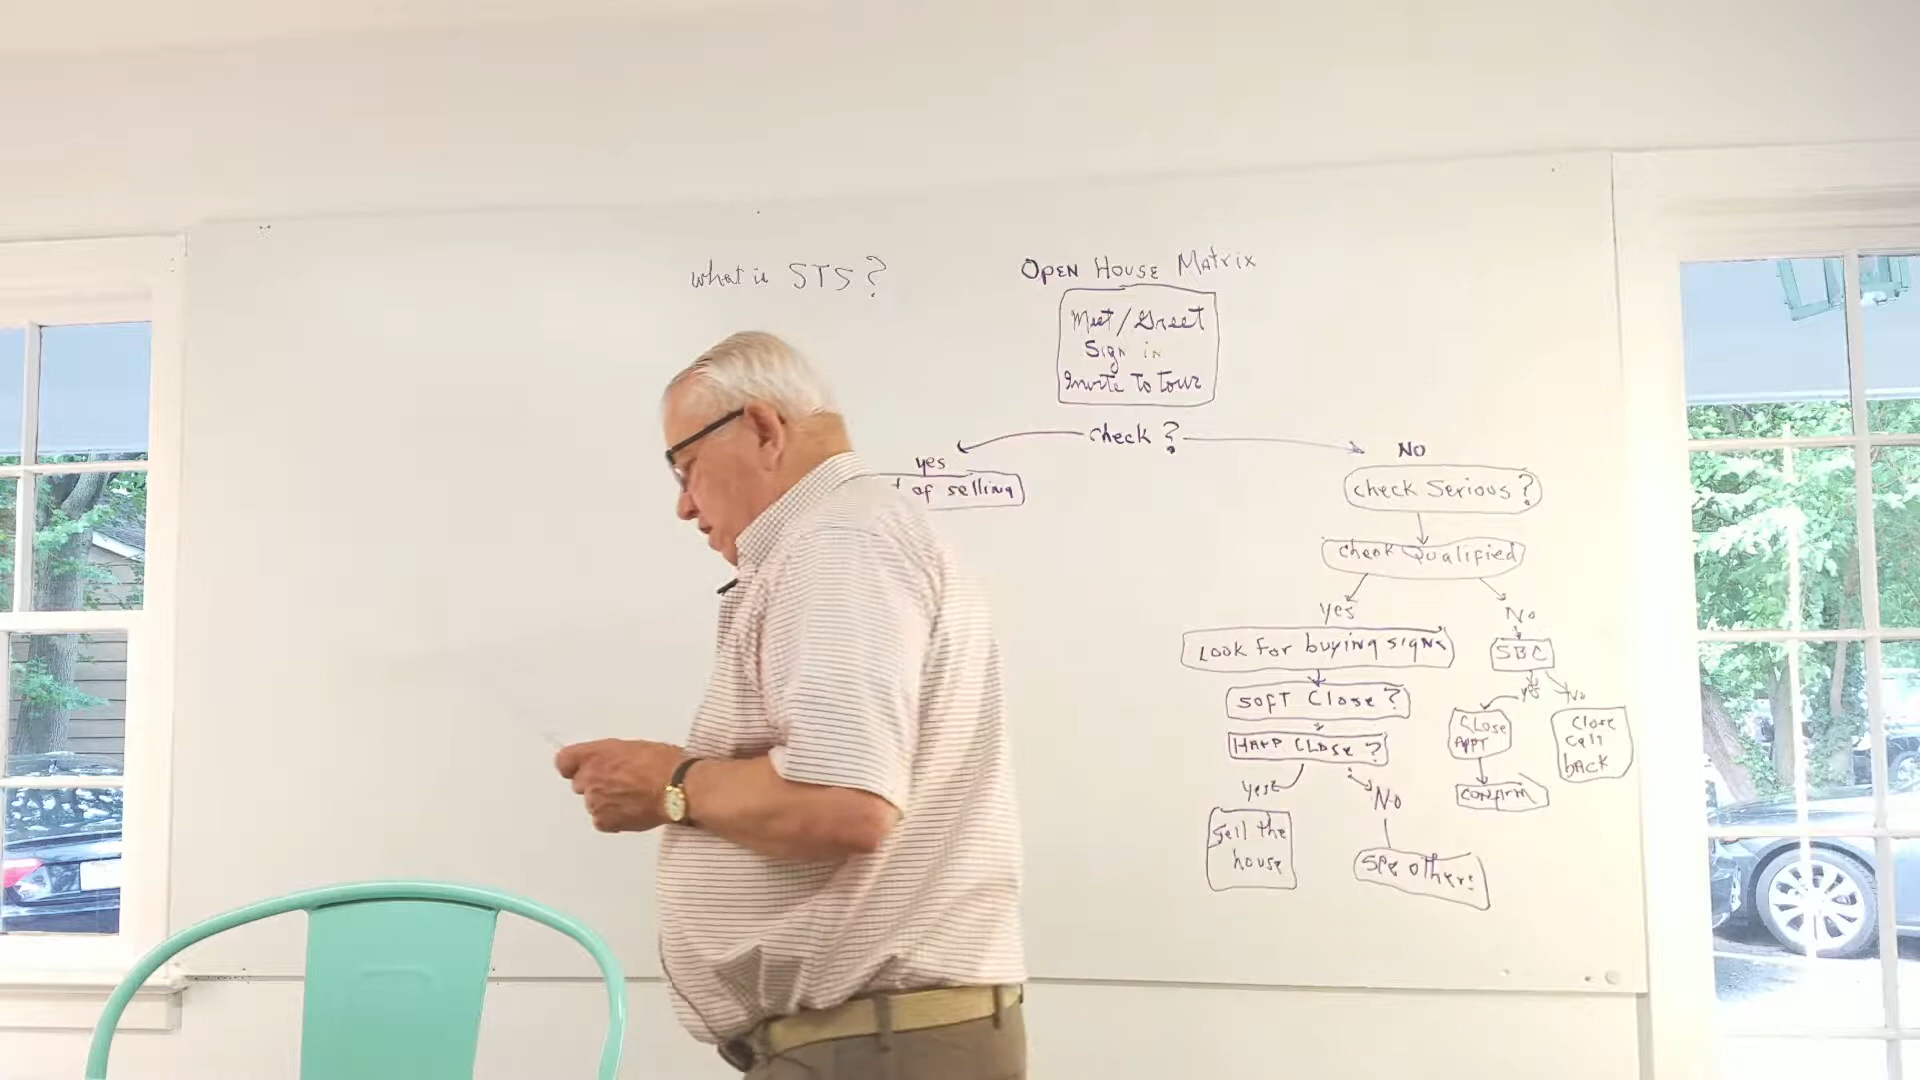 what is STS?
OPEN HOUSE MATRIX
Meet/Greet
Sign in
Invite To Tour
check ?
yes
of selling
NO
check serious?
check Qualified
yes
No
Look for buying signs
SBC
yes
No
SOFT Close?
HARD CLOSE ?
CLOSE
APPT
Close
Call
bACK
confirm
yes
No
Sell the
house
See others